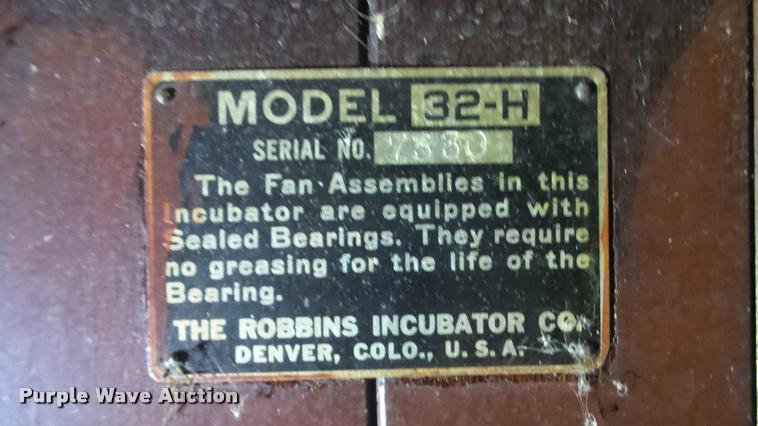 MODEL 32-H
SERIAL NO.
The Fan Assemblies in this
Incubator are equipped with
Sealed Bearings. They require
no greasing for the life of the
Bearing.
THE ROBBINS INCUBATOR CO.
DENVER, COLO., U. S. A.
Purple Wave Auction